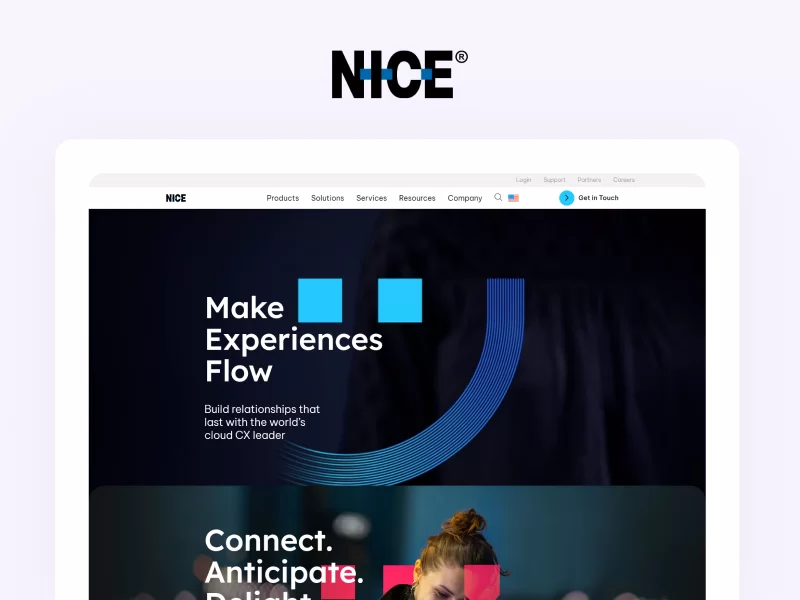 NICE®
Login Support Partners Careers
NICE Products Solutions Services Resources Company Get in Touch
Make
Experiences
Flow
Build relationships that
last with the world's
cloud CX leader
Connect.
Anticipate.
Delight.